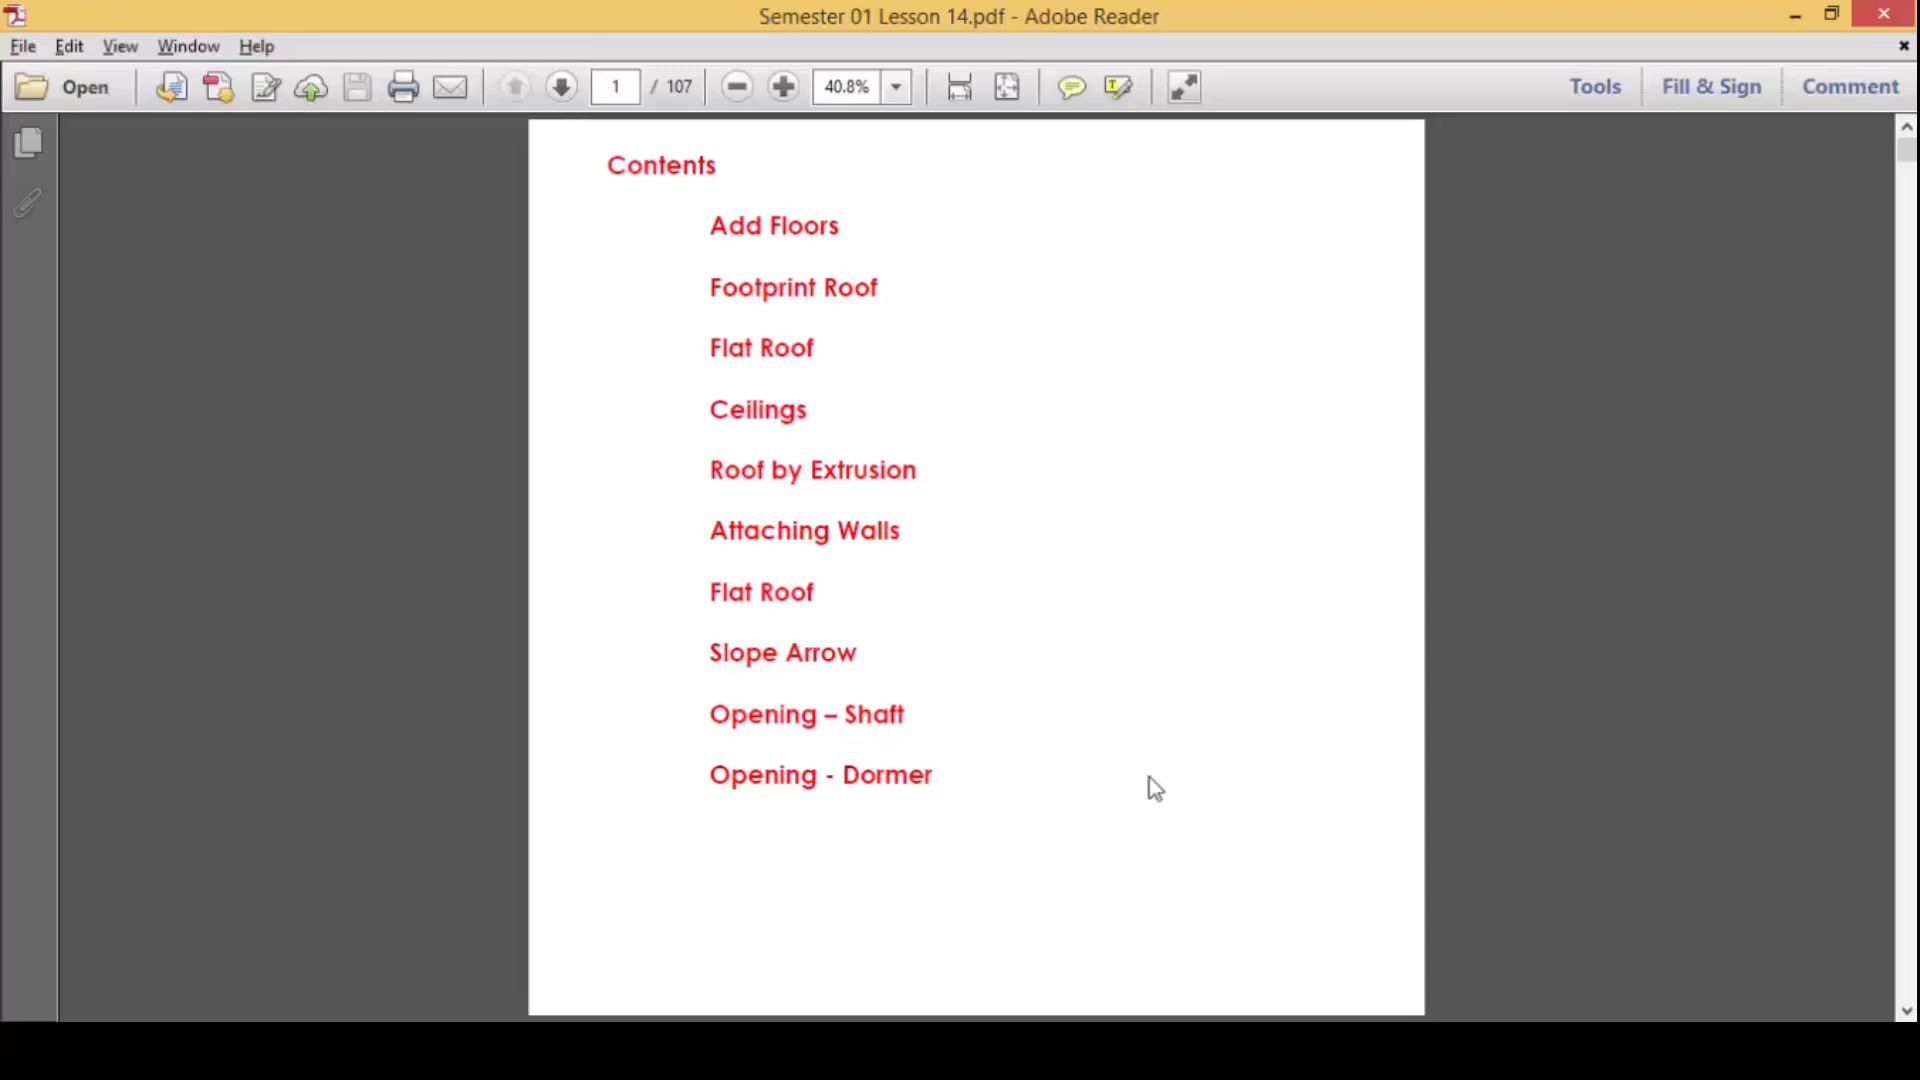 Semester 01 Lesson 14.pdf - Adobe Reader
File Edit View Window Help
Open 1 / 107 40.8% Tools Fill & Sign Comment
Contents
Add Floors
Footprint Roof
Flat Roof
Ceilings
Roof by Extrusion
Attaching Walls
Flat Roof
Slope Arrow
Opening – Shaft
Opening - Dormer